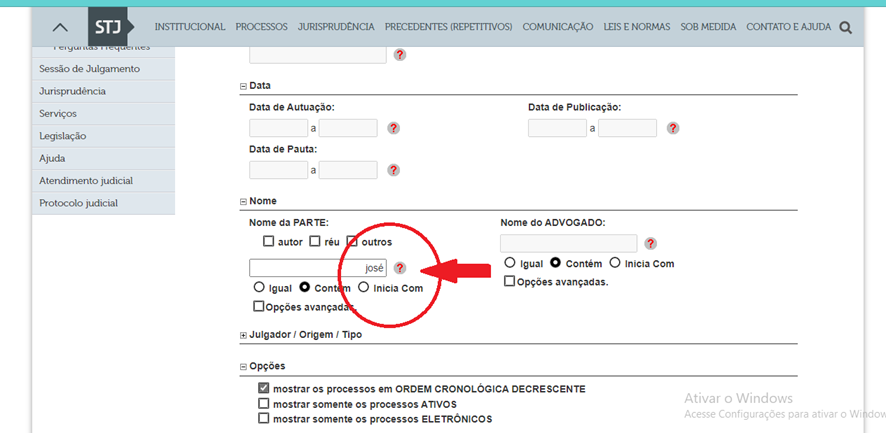 STJ INSTITUCIONAL PROCESSOS JURISPRUDÊNCIA PRECEDENTES (REPETITIVOS) COMUNICAÇÃO LEIS E NORMAS SOB MEDIDA CONTATO E AJUDA
Perguntas Frequentes
Sessão de Julgamento
Jurisprudência
Serviços
Legislação
Ajuda
Atendimento judicial
Protocolo judicial
?
Data
Data de Autuação: Data de Publicação:
a ? a ?
Data de Pauta:
a ?
Nome
Nome da PARTE: Nome do ADVOGADO:
autor réu outros
?
josé ?
Igual Contém Inicia Com
Igual Contém Inicia Com
Opções avançadas.
Opções avançadas.
Julgador / Origem / Tipo
Opções
mostrar os processos em ORDEM CRONOLÓGICA DECRESCENTE
mostrar somente os processos ATIVOS
mostrar somente os processos ELETRÔNICOS
Ativar o Windows
Acesse Configurações para ativar o Window